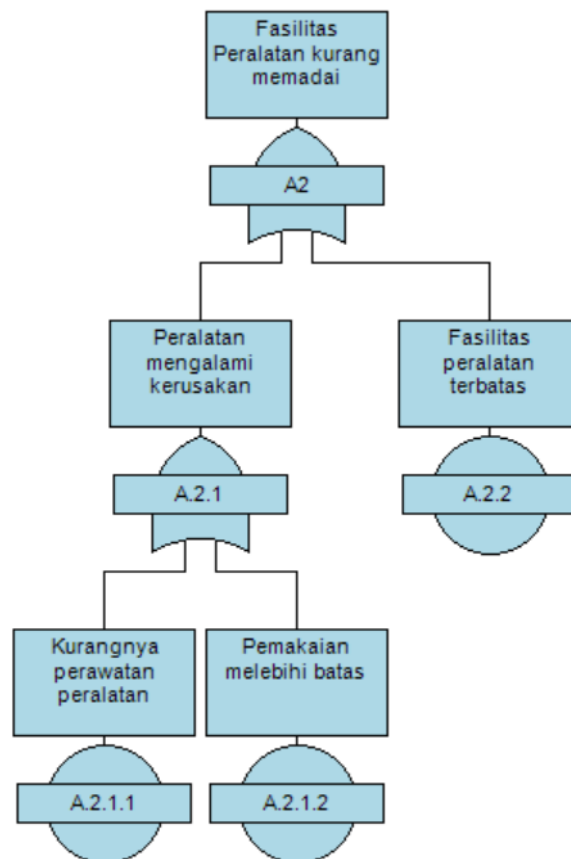 Fasilitas
Peralatan kurang
memadai
A2
Peralatan
mengalami
kerusakan
Fasilitas
peralatan
terbatas
A.2.1
A.2.2
Kurangnya
perawatan
peralatan
Pemakaian
melebihi batas
A.2.1.1
A.2.1.2